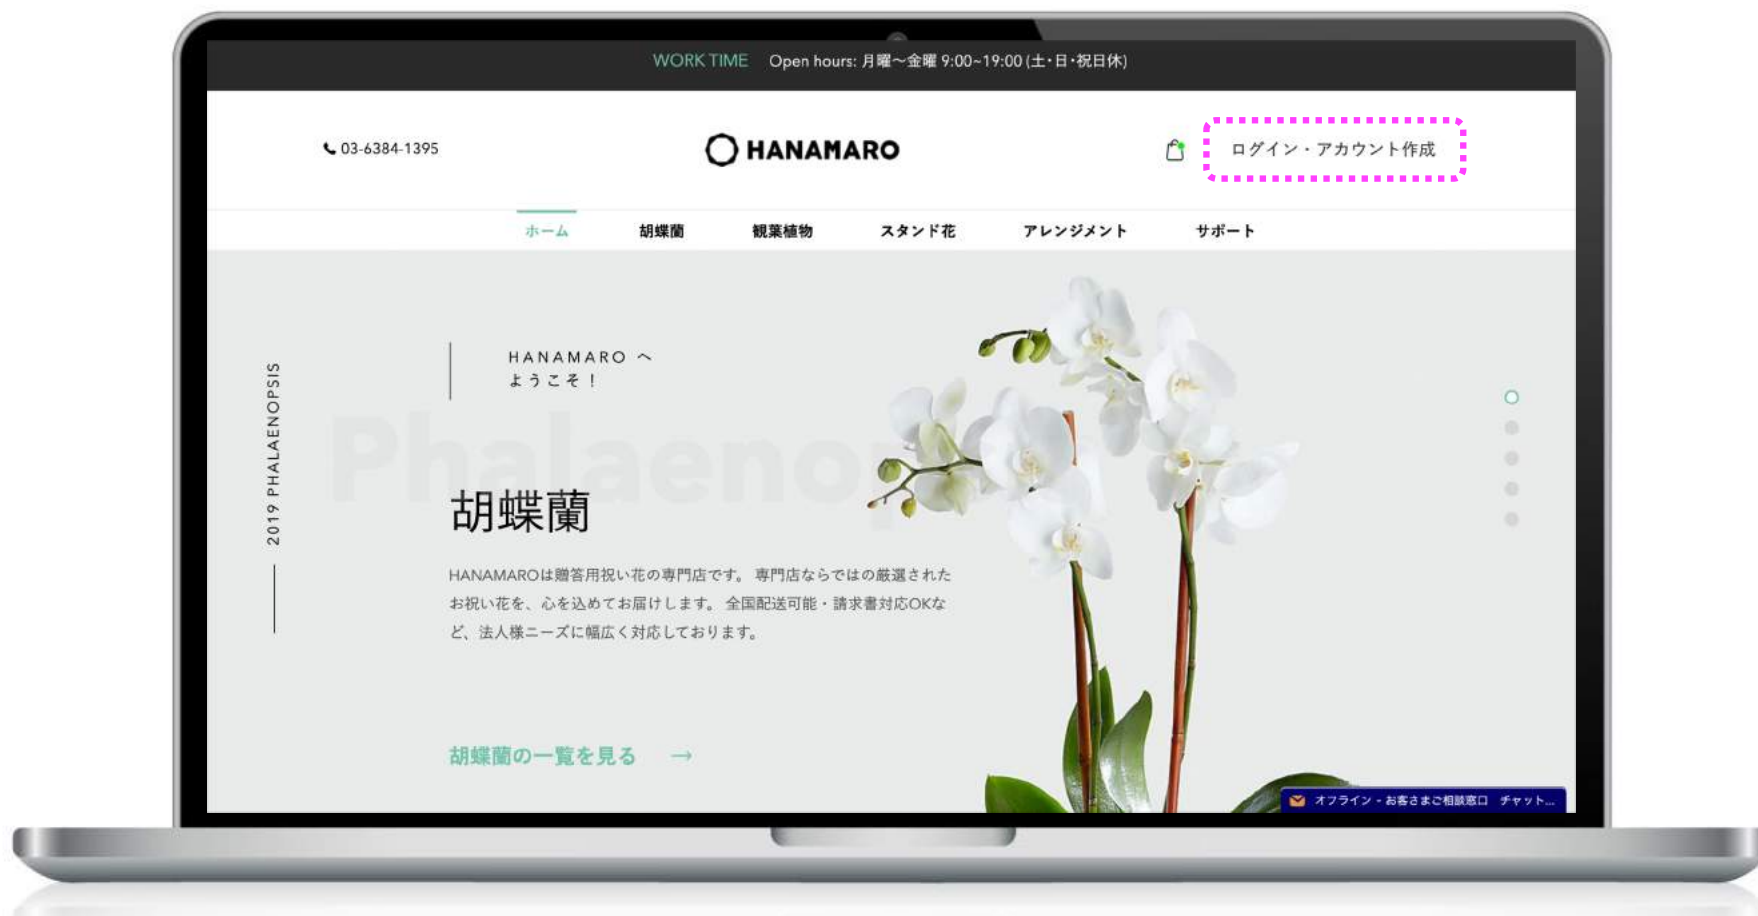 WORK TIME Open hours: 月曜〜金曜 9:00~19:00 (土・日・祝日休)
03-6384-1395
HANAMARO
ログイン・アカウント作成
ホーム 胡蝶蘭 観葉植物 スタンド花 アレンジメント サポート
2019 PHALAENOPSIS
HANAMARO へ
ようこそ！
Phalaenop
胡蝶蘭
HANAMAROは贈答用祝い花の専門店です。 専門店ならではの厳選された
お祝い花を、心を込めてお届けします。 全国配送可能・請求書対応OKな
ど、法人様ニーズに幅広く対応しております。
胡蝶蘭の一覧を見る →
オフライン - お客さまご相談窓口 チャット...